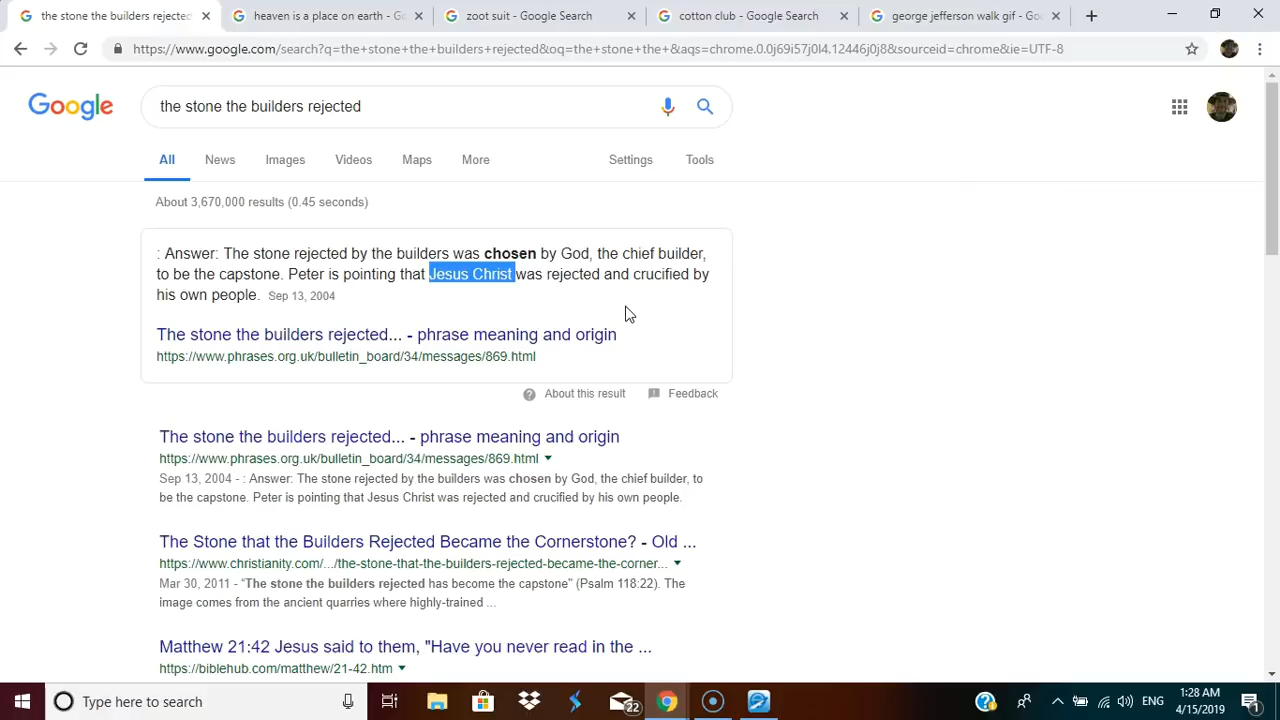 the stone the builders rejected
heaven is a place on earth - Go
zoot suit - Google Search
cotton club - Google Search
george jefferson walk gif - Goo
https://www.google.com/search?q=the+stone+the+builders+rejected&oq=the+stone+the+&aqs=chrome.0.0j69i57j0l4.12446j0j8&sourceid=chrome&ie=UTF-8
Google
the stone the builders rejected
All News Images Videos Maps More Settings Tools
About 3,670,000 results (0.45 seconds)
: Answer: The stone rejected by the builders was chosen by God, the chief builder,
to be the capstone. Peter is pointing that Jesus Christ was rejected and crucified by
his own people. Sep 13, 2004
The stone the builders rejected... - phrase meaning and origin
https://www.phrases.org.uk/bulletin_board/34/messages/869.html
About this result Feedback
The stone the builders rejected... - phrase meaning and origin
https://www.phrases.org.uk/bulletin_board/34/messages/869.html
Sep 13, 2004 - : Answer: The stone rejected by the builders was chosen by God, the chief builder, to
be the capstone. Peter is pointing that Jesus Christ was rejected and crucified by his own people.
The Stone that the Builders Rejected Became the Cornerstone? - Old ...
https://www.christianity.com/.../the-stone-that-the-builders-rejected-became-the-corner...
Mar 30, 2011 - “The stone the builders rejected has become the capstone” (Psalm 118:22). The
image comes from the ancient quarries where highly-trained ...
Matthew 21:42 Jesus said to them, "Have you never read in the ...
https://biblehub.com/matthew/21-42.htm
Type here to search
22
ENG
1:28 AM
4/15/2019
1